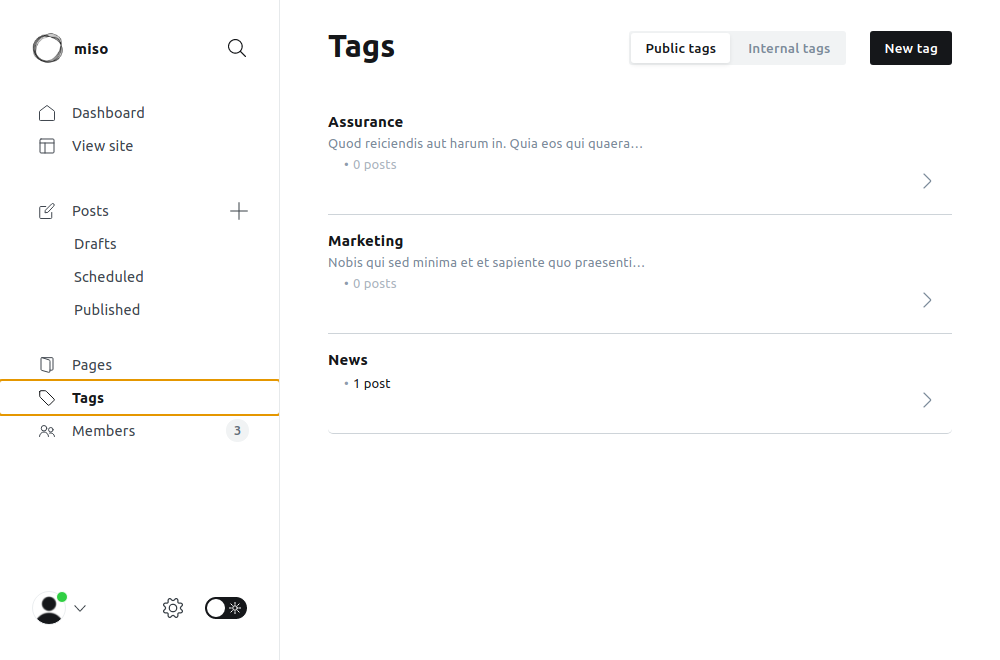 miso
Dashboard
View site
Posts
Drafts
Scheduled
Published
Pages
Tags
Members
3
Tags
Public tags
Internal tags
New tag
Assurance
Quod reiciendis aut harum in. Quia eos qui quaera…
• 0 posts
Marketing
Nobis qui sed minima et et sapiente quo praesenti…
• 0 posts
News
• 1 post